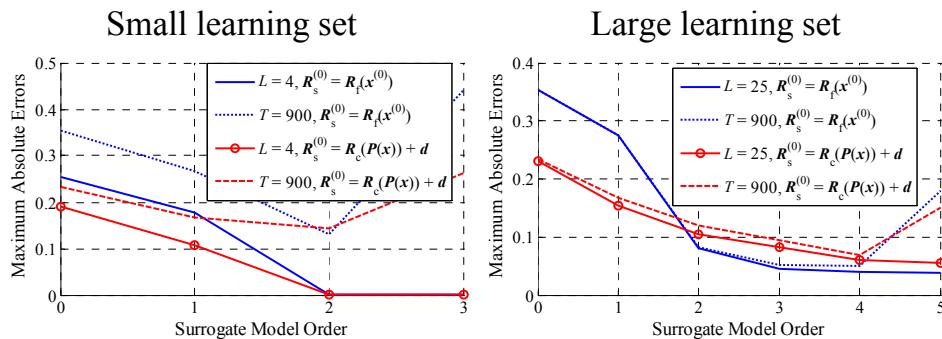 Small learning set
Maximum Absolute Errors
0.5
0.4
0.3
0.2
0.1
0
L = 4, R_s^(0) = R_f(x^(0))
T = 900, R_s^(0) = R_f(x^(0))
L = 4, R_s^(0) = R_c(P(x)) + d
T = 900, R_s^(0) = R_c(P(x)) + d
0 1 2 3
Surrogate Model Order
Large learning set
Maximum Absolute Errors
0.4
0.3
0.2
0.1
0
L = 25, R_s^(0) = R_f(x^(0))
T = 900, R_s^(0) = R_f(x^(0))
L = 25, R_s^(0) = R_c(P(x)) + d
T = 900, R_s^(0) = R_c(P(x)) + d
0 1 2 3 4 5
Surrogate Model Order